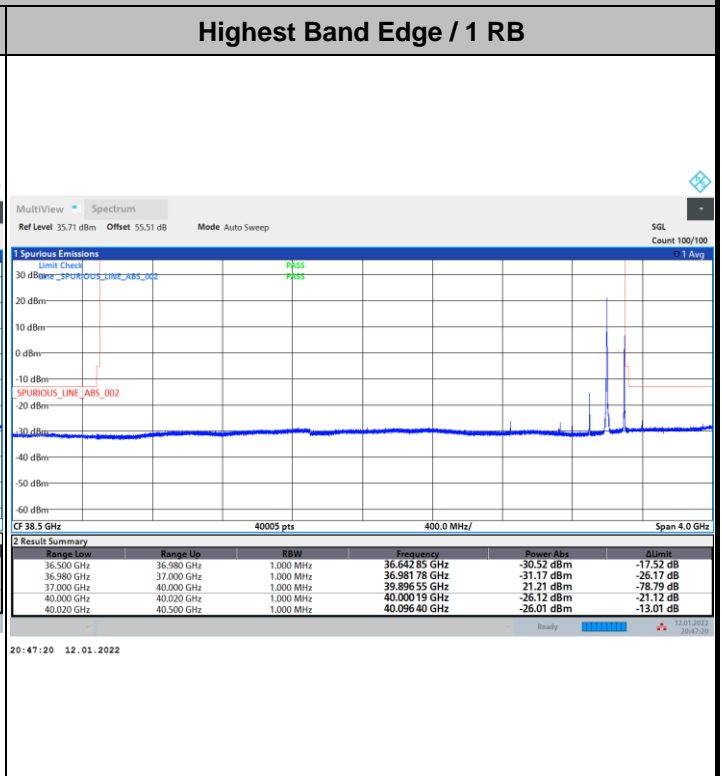 Highest Band Edge / 1 RB
MultiView Spectrum
Ref Level 35.71 dBm Offset 55.51 dB Mode Auto Sweep SGL
Count 100/100
1 Spurious Emissions 1 Avg
Limit Check PASS
30 dBm Line _SPURIOUS_LINE_ABS_002 PASS
20 dBm
10 dBm
0 dBm
-10 dBm
_SPURIOUS_LINE_ABS_002
-20 dBm
-30 dBm
-40 dBm
-50 dBm
-60 dBm
CF 38.5 GHz 40005 pts 400.0 MHz/ Span 4.0 GHz
2 Result Summary
Range Low Range Up RBW Frequency Power Abs ΔLimit
36.500 GHz 36.980 GHz 1.000 MHz 36.642 85 GHz -30.52 dBm -17.52 dB
36.980 GHz 37.000 GHz 1.000 MHz 36.981 78 GHz -31.17 dBm -26.17 dB
37.000 GHz 40.000 GHz 1.000 MHz 39.896 55 GHz 21.21 dBm -78.79 dB
40.000 GHz 40.020 GHz 1.000 MHz 40.000 19 GHz -26.12 dBm -21.12 dB
40.020 GHz 40.500 GHz 1.000 MHz 40.096 40 GHz -26.01 dBm -13.01 dB
Ready 12.01.2022
20:47:20
20:47:20 12.01.2022